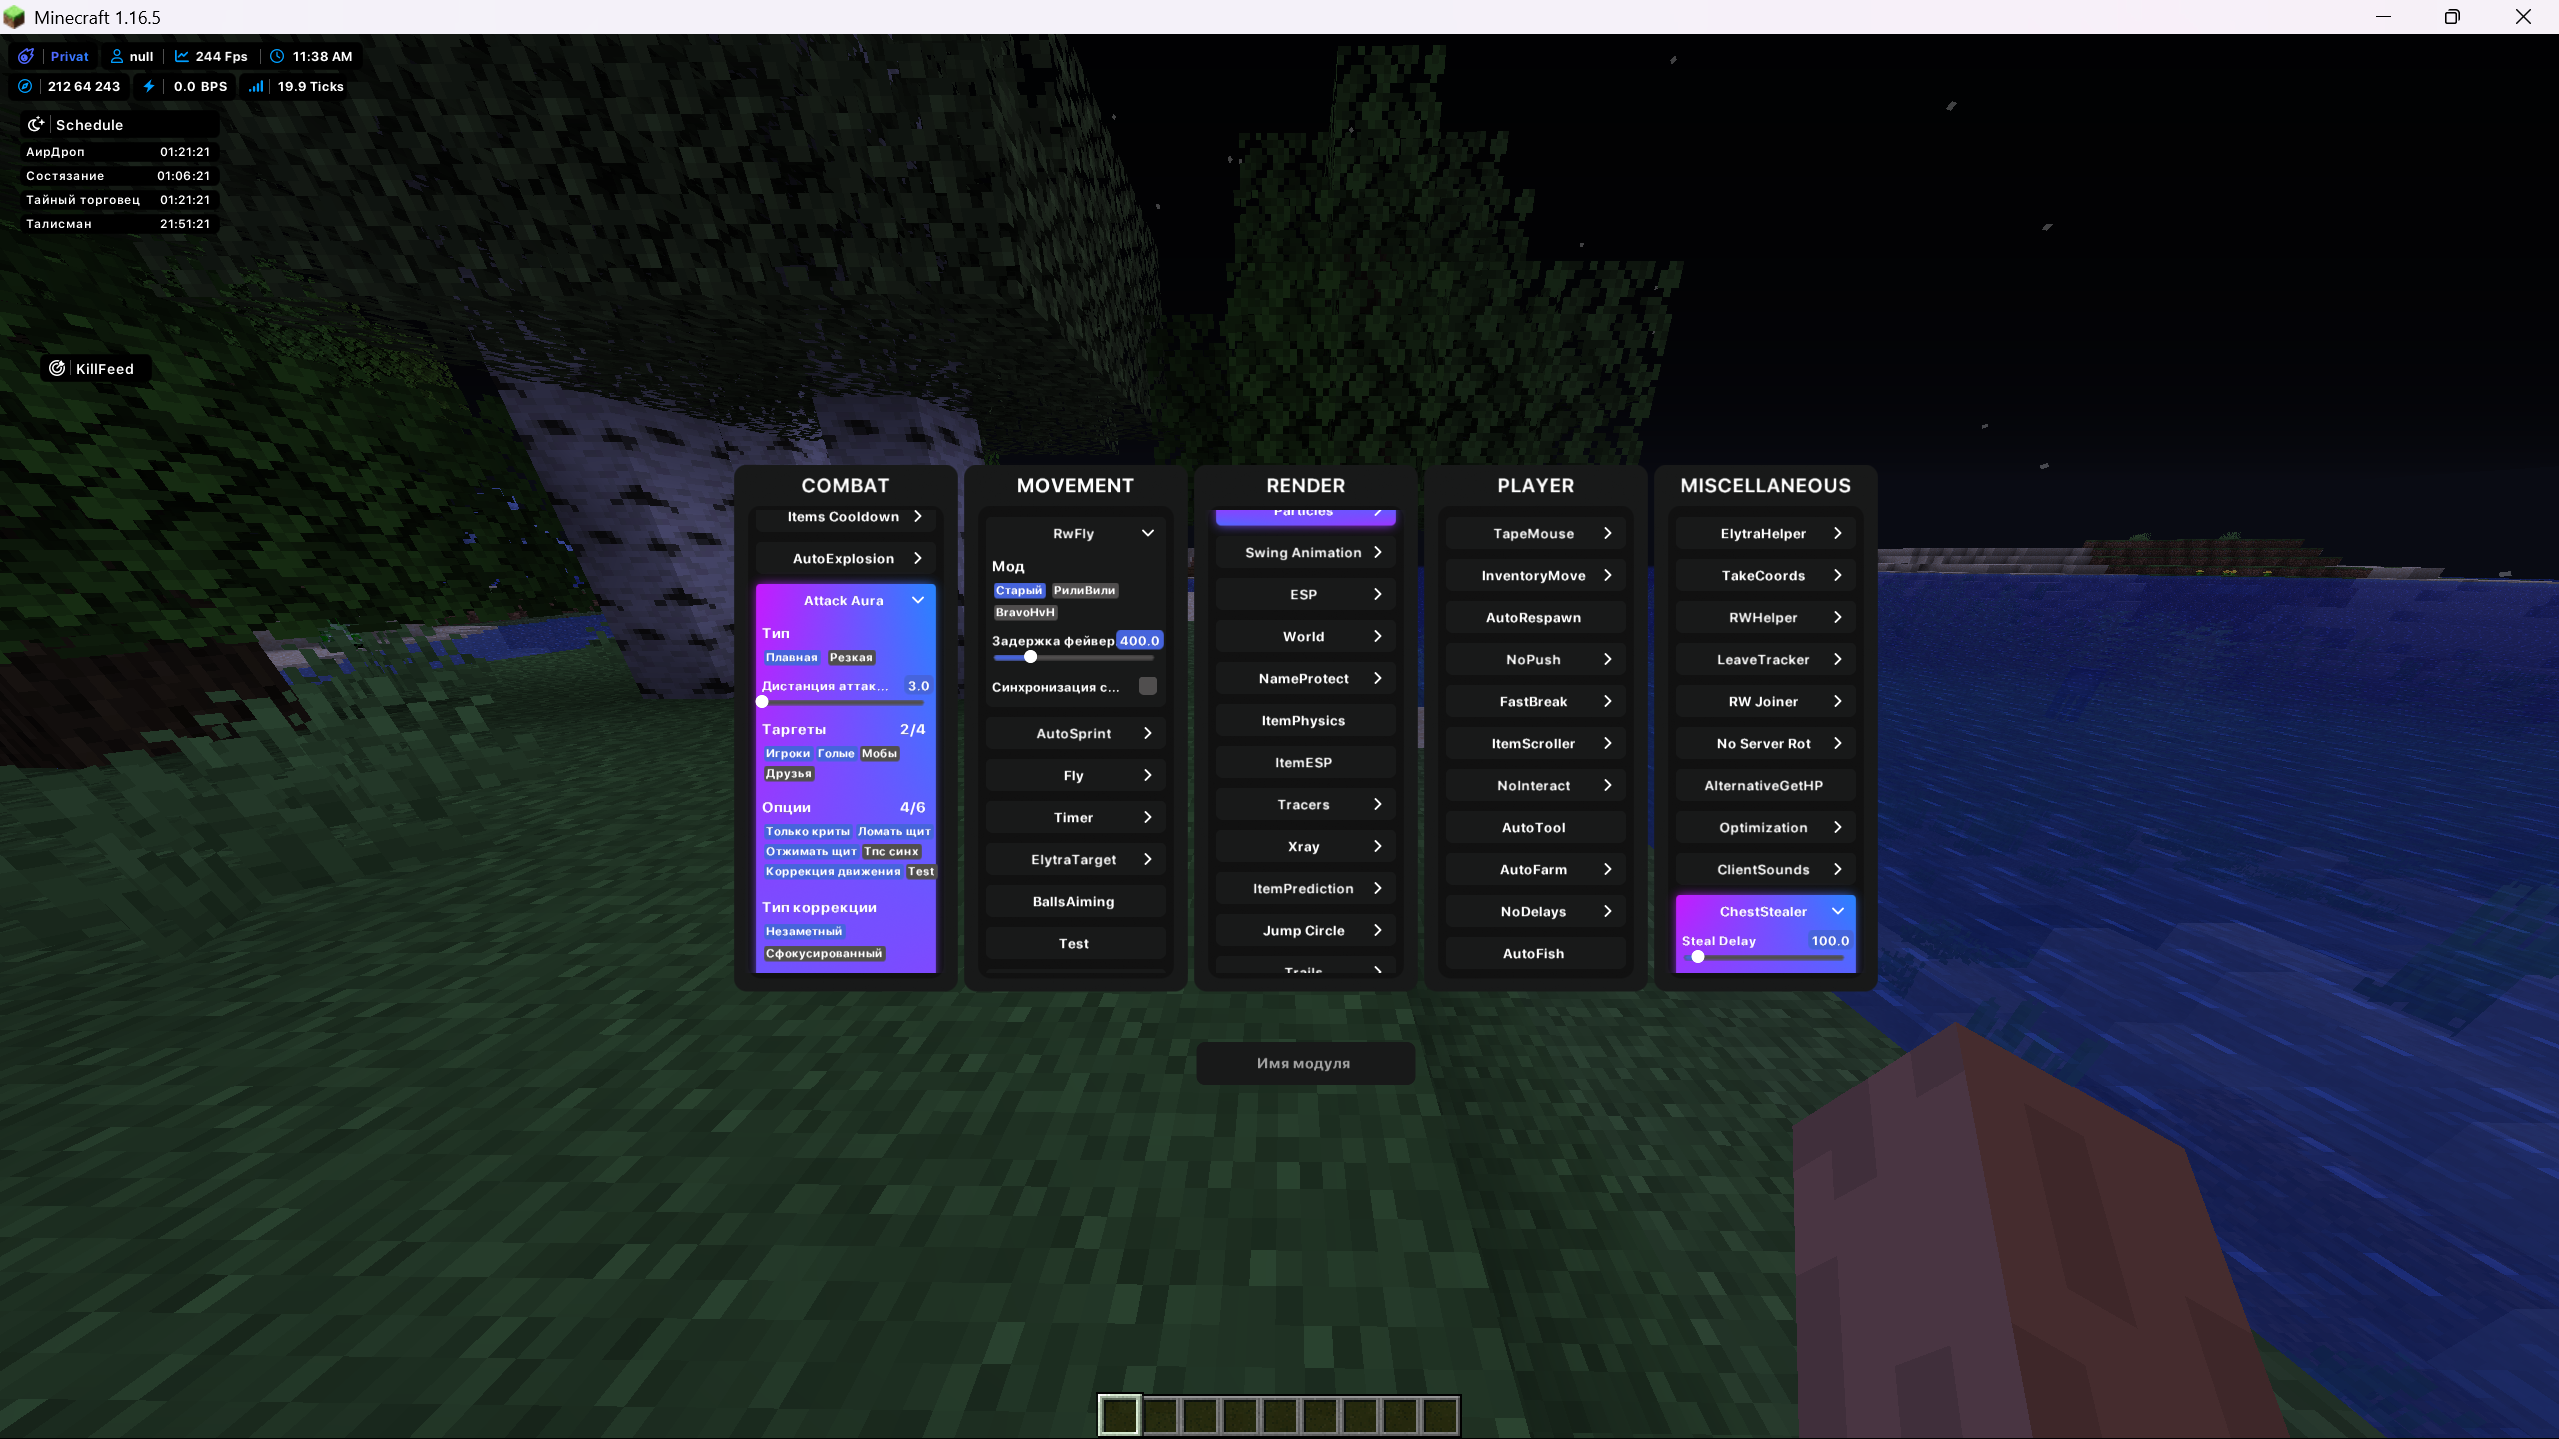 Minecraft 1.16.5
Privat null 244 Fps 11:38 AM
212 64 243 0.0 BPS 19.9 Ticks
Schedule
АирДроп 01:21:21
Состязание 01:06:21
Тайный торговец 01:21:21
Талисман 21:51:21
KillFeed
COMBAT
Items Cooldown
AutoExplosion
Attack Aura
Тип
Плавная Резкая
Дистанция аттак... 3.0
Таргеты 2/4
Игроки Голые Мобы
Друзья
Опции 4/6
Только криты Ломать щит
Отжимать щит Тпс синх
Коррекция движения Test
Тип коррекции
Незаметный
Сфокусированный
MOVEMENT
RwFly
Мод
Старый РилиВили
BravoHvH
Задержка фейвер 400.0
Синхронизация с...
AutoSprint
Fly
Timer
ElytraTarget
BallsAiming
Test
RENDER
Particles
Swing Animation
ESP
World
NameProtect
ItemPhysics
ItemESP
Tracers
Xray
ItemPrediction
Jump Circle
Trails
PLAYER
TapeMouse
InventoryMove
AutoRespawn
NoPush
FastBreak
ItemScroller
NoInteract
AutoTool
AutoFarm
NoDelays
AutoFish
MISCELLANEOUS
ElytraHelper
TakeCoords
RWHelper
LeaveTracker
RW Joiner
No Server Rot
AlternativeGetHP
Optimization
ClientSounds
ChestStealer
Steal Delay 100.0
Имя модуля